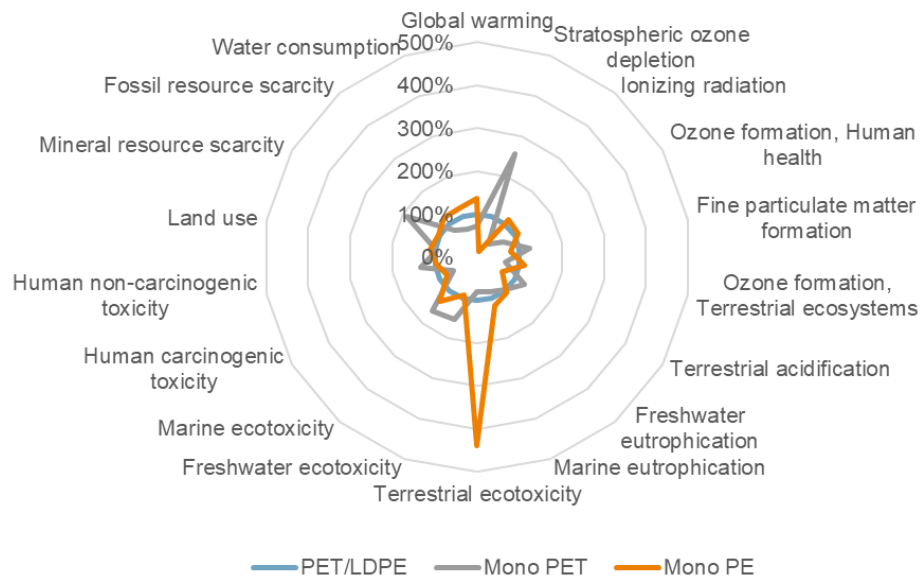 Global warming
Stratospheric ozone
depletion
Ionizing radiation
Ozone formation, Human
health
Fine particulate matter
formation
Ozone formation,
Terrestrial ecosystems
Terrestrial acidification
Freshwater
eutrophication
Marine eutrophication
Terrestrial ecotoxicity
Freshwater ecotoxicity
Marine ecotoxicity
Human carcinogenic
toxicity
Human non-carcinogenic
toxicity
Land use
Mineral resource scarcity
Fossil resource scarcity
Water consumption
500%
400%
300%
200%
100%
0%
PET/LDPE
Mono PET
Mono PE